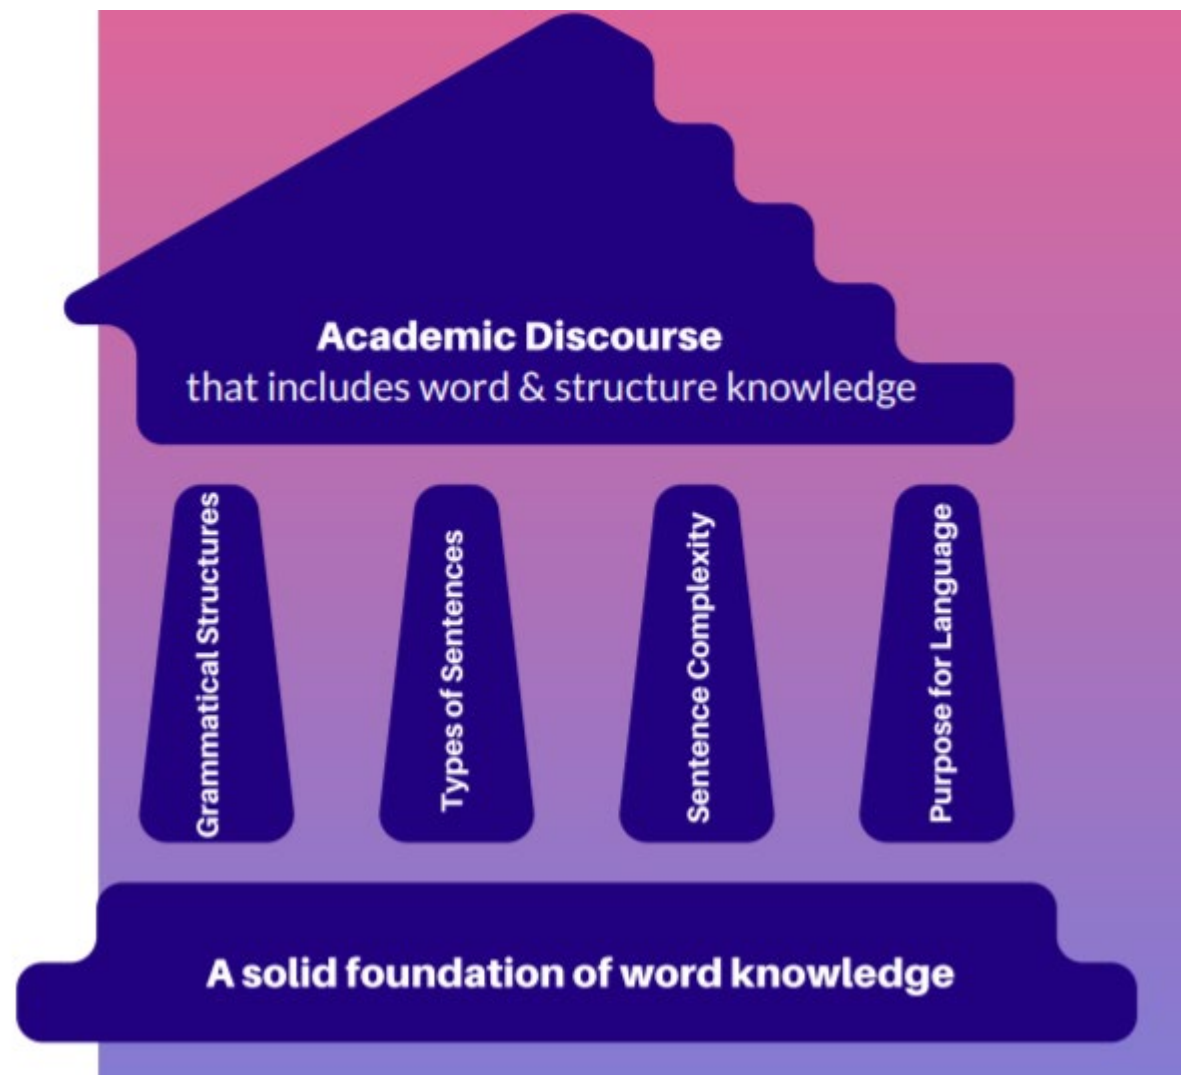 Academic Discourse
that includes word & structure knowledge
Grammatical Structures
Types of Sentences
Sentence Complexity
Purpose for Language
A solid foundation of word knowledge